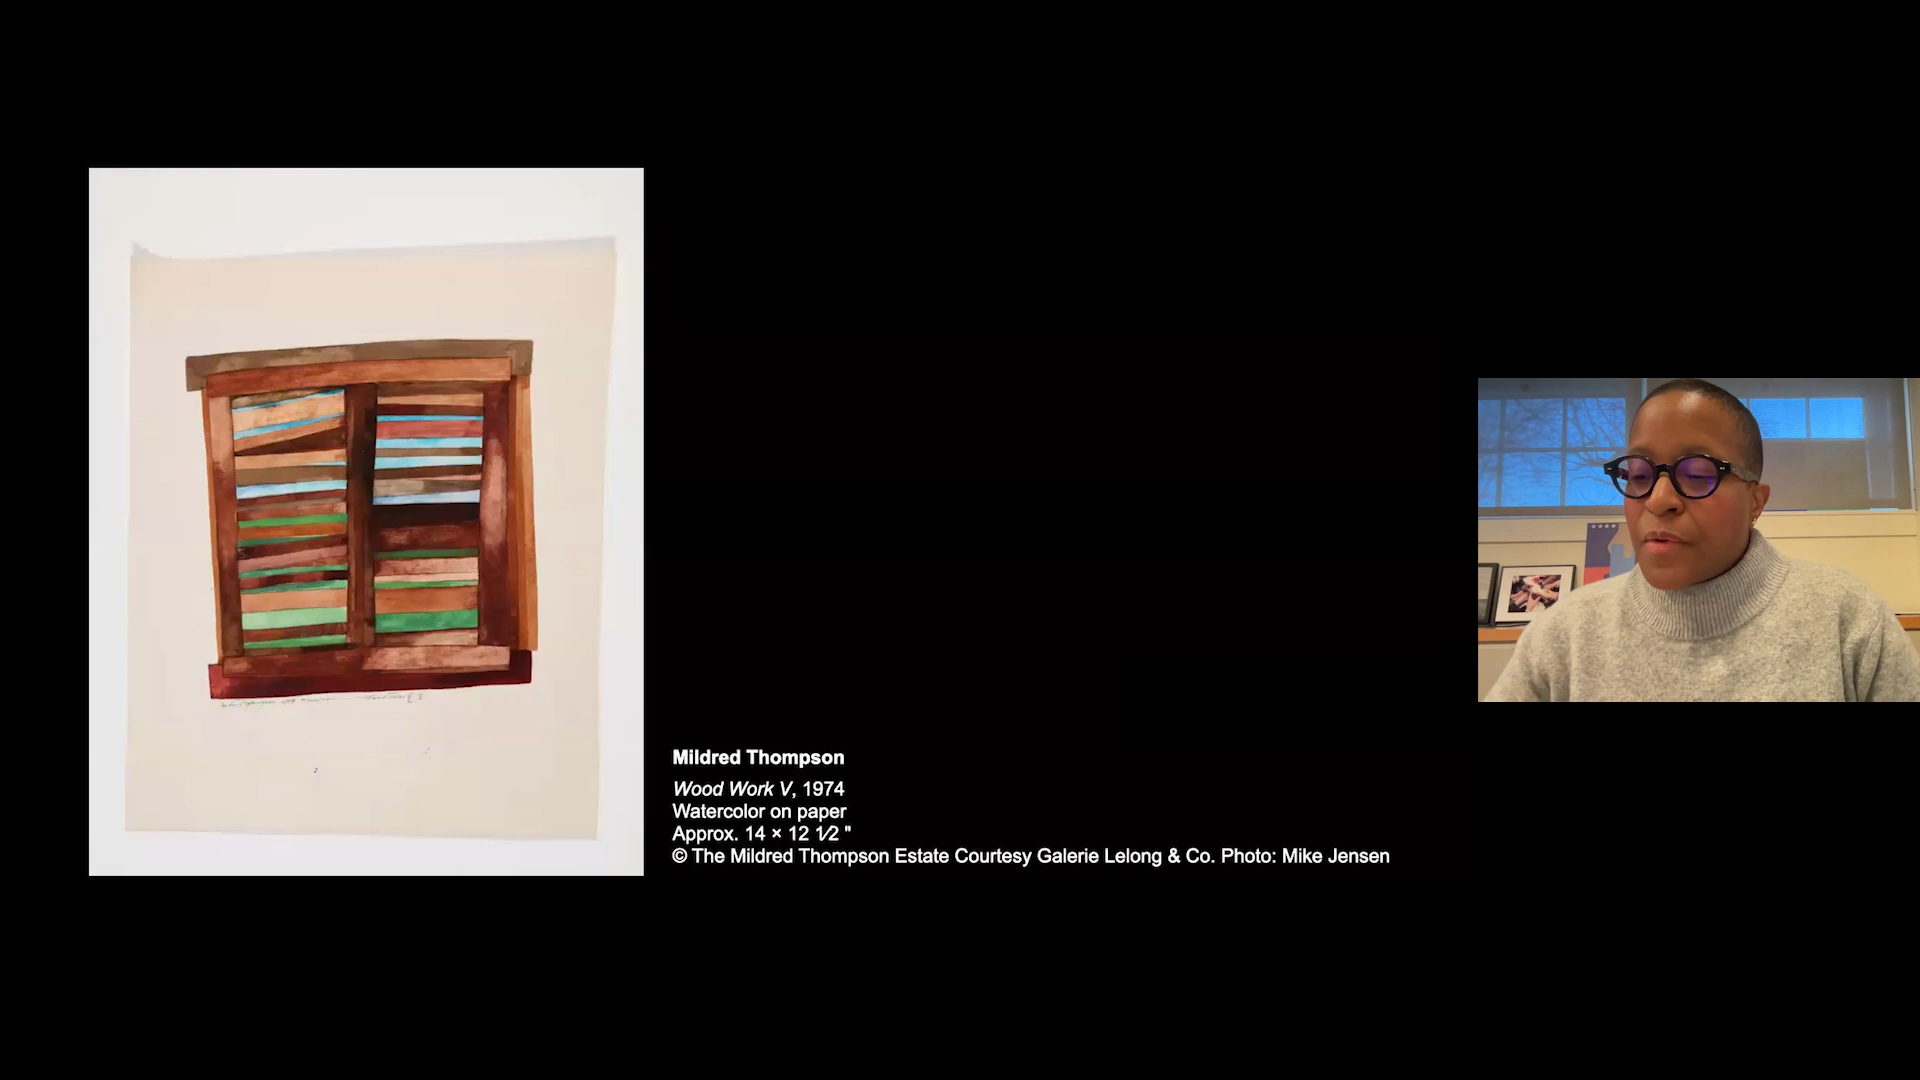 Mildred Thompson
Wood Work V, 1974
Watercolor on paper
Approx. 14 × 12 1⁄2 "
© The Mildred Thompson Estate Courtesy Galerie Lelong & Co. Photo: Mike Jensen